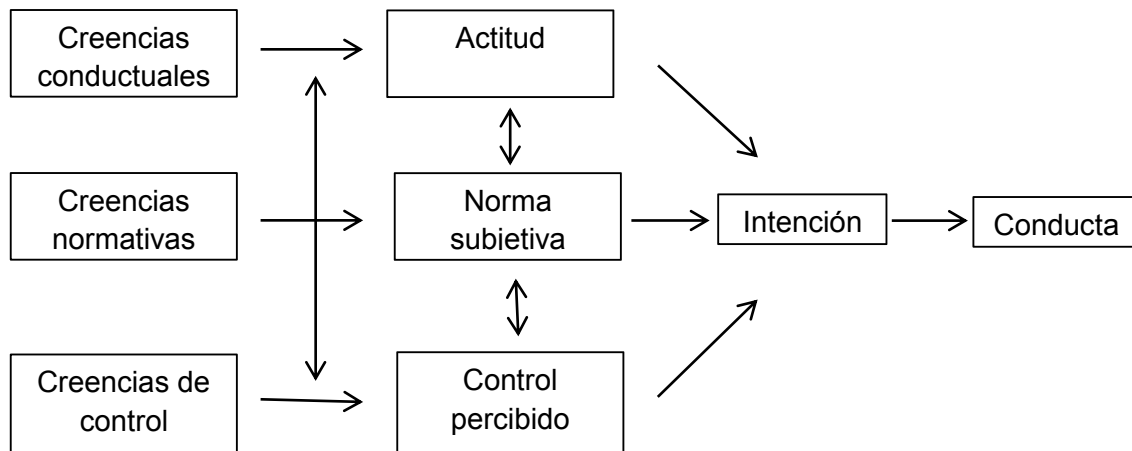 Creencias
conductuales
Actitud
Creencias
normativas
Norma
subjetiva
Intención
Conducta
Creencias de
control
Control
percibido